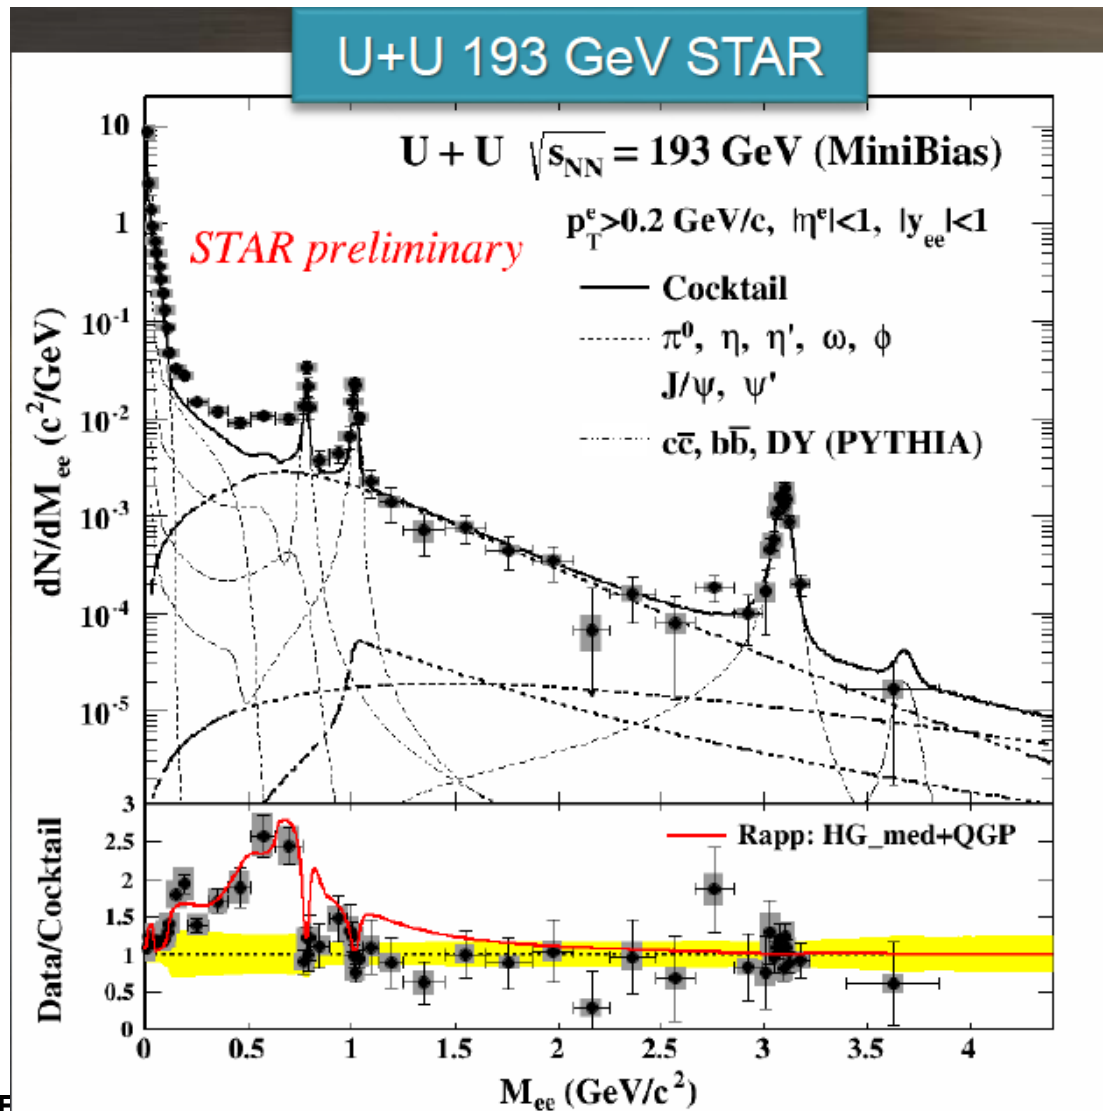 U+U 193 GeV STAR
U + U √sNN = 193 GeV (MiniBias)
pTe>0.2 GeV/c, |ηe|<1, |yee|<1
STAR preliminary
Cocktail
π0, η, η', ω, ϕ
J/ψ, ψ'
cc̅, bb̅, DY (PYTHIA)
dN/dMee (c2/GeV)
10
1
10-1
10-2
10-3
10-4
10-5
Rapp: HG_med+QGP
Data/Cocktail
3
2.5
2
1.5
1
0.5
0
0 0.5 1 1.5 2 2.5 3 3.5 4
Mee (GeV/c2)